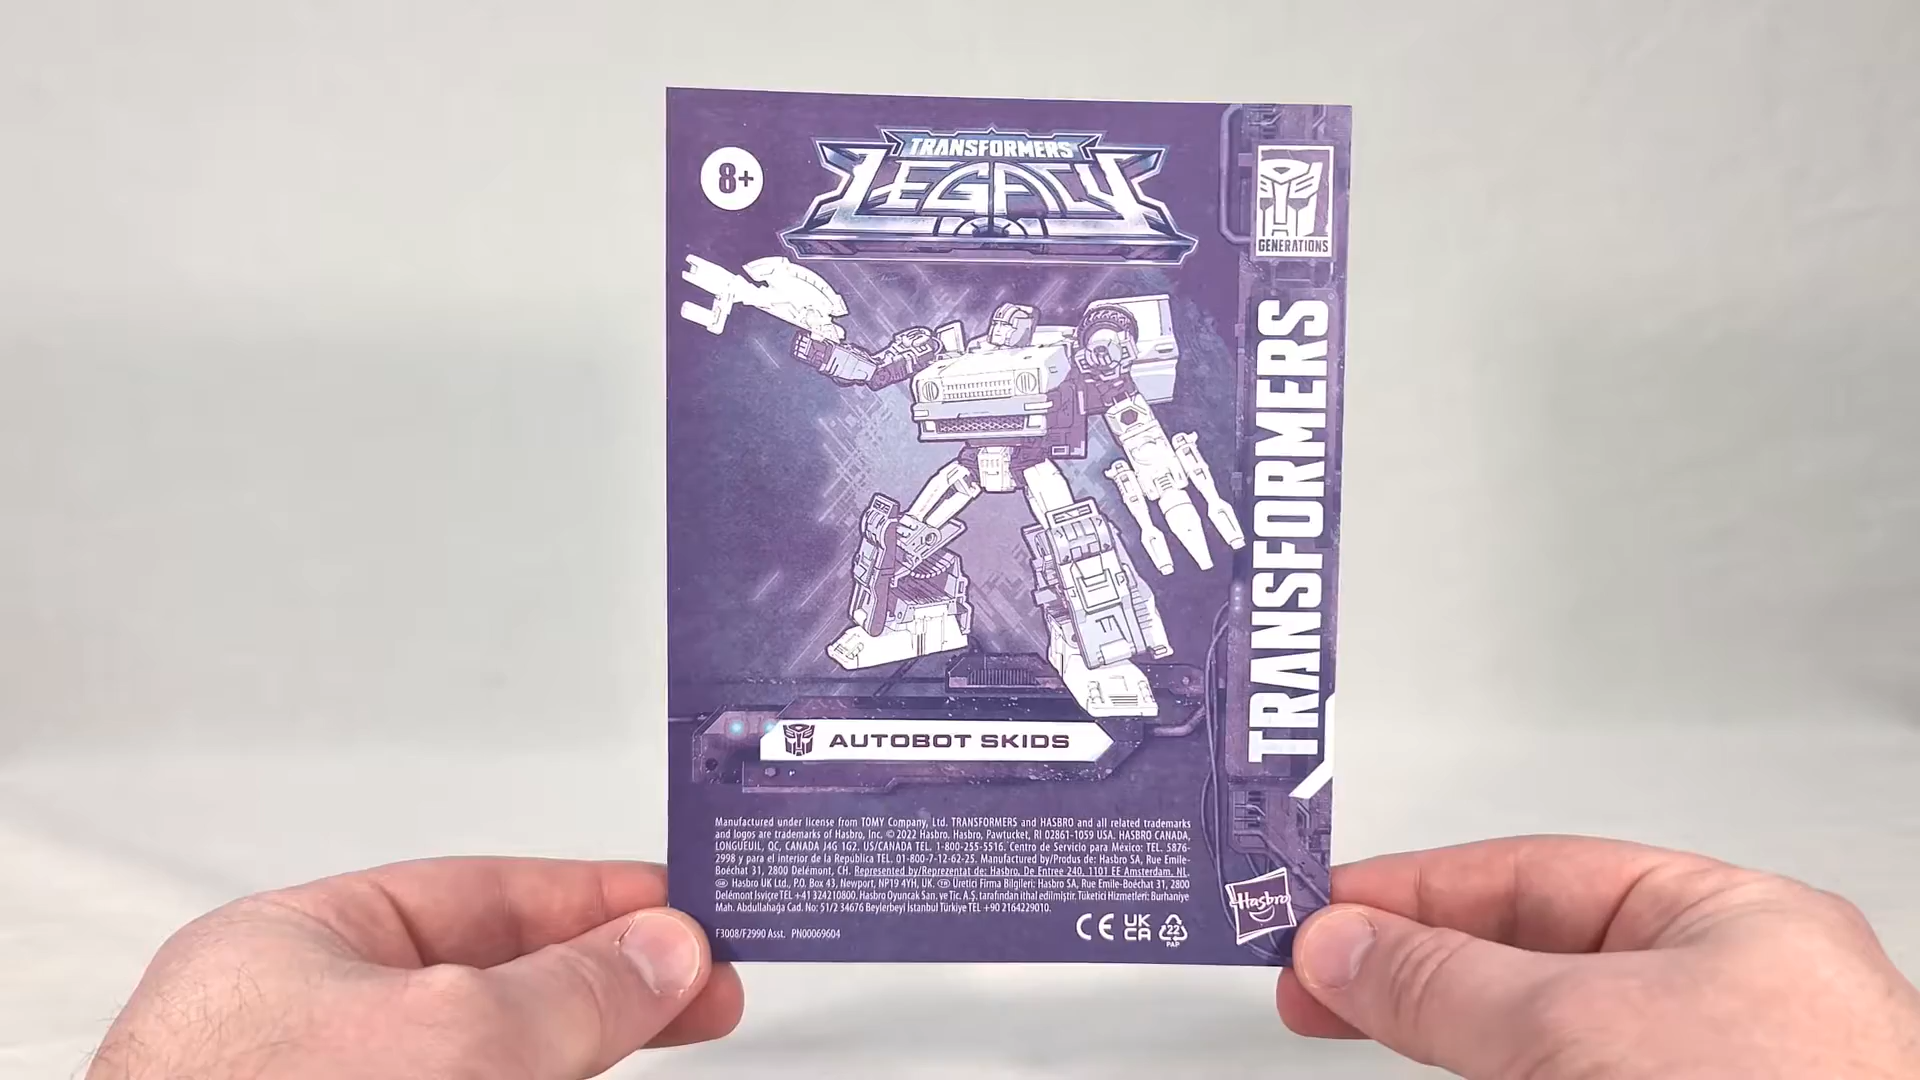 8+
TRANSFORMERS
LEGACY
GENERATIONS
TRANSFORMERS
AUTOBOT SKIDS
Manufactured under license from TOMY Company, Ltd. TRANSFORMERS and HASBRO and all related trademarks
and logos are trademarks of Hasbro, Inc. © 2022 Hasbro. Hasbro, Pawtucket, RI 02861-1059 USA. HASBRO CANADA,
LONGUEUIL, QC, CANADA J4G 1G2. US/CANADA TEL. 1-800-255-5516. Centro de Servicio para México: TEL. 5876-
2998 y para el interior de la República TEL. 01-800-7-12-62-25. Manufactured by/Produs de: Hasbro SA, Rue Emile-
Boéchat 31, 2800 Delémont, CH. Represented by/Reprezentat de: Hasbro, De Entree 240, 1101 EE Amsterdam, NL.
Hasbro UK Ltd., P.O. Box 43, Newport, NP19 4YH, UK. Üretici Firma Bilgileri: Hasbro SA, Rue Emile-Boéchat 31, 2800
Delémont İsviçre TEL +41 324210800. Hasbro Oyuncak San. ve Tic. A.Ş. tarafından ithal edilmiştir. Tüketici Hizmetleri: Burhaniye
Mah. Abdullahağa Cad. No: 51/2 34676 Beylerbeyi İstanbul Türkiye TEL +90 2164229010.
F3008/F2990 Asst. PN00069604
CE
UK
CA
22
PAP
Hasbro